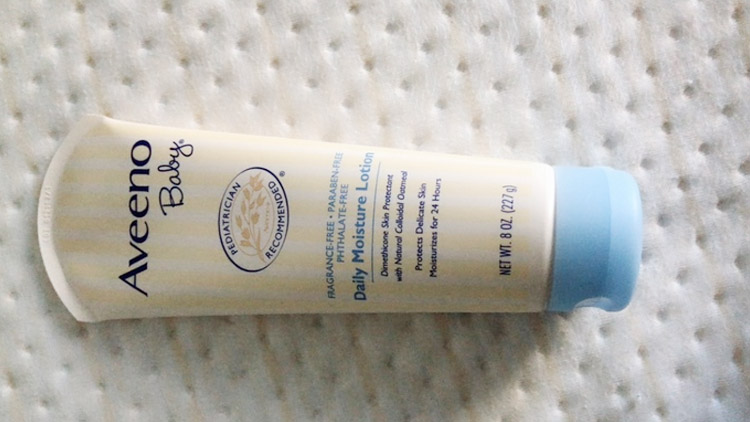 Aveeno
Baby®
PEDIATRICIAN
RECOMMENDED®
FRAGRANCE-FREE • PARABEN-FREE
PHTHALATE-FREE
Daily Moisture Lotion
Dimethicone Skin Protectant
with Natural Colloidal Oatmeal
Protects Delicate Skin
Moisturizes for 24 Hours
NET WT. 8 OZ. (227 g)